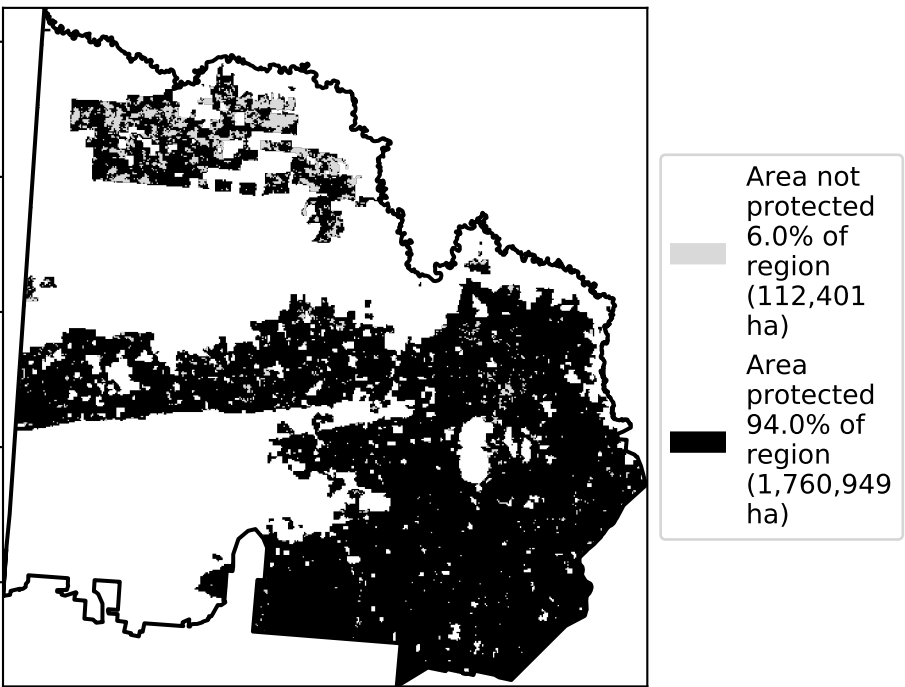 Area not
protected
6.0% of
region
(112,401
ha)
Area
protected
94.0% of
region
(1,760,949
ha)